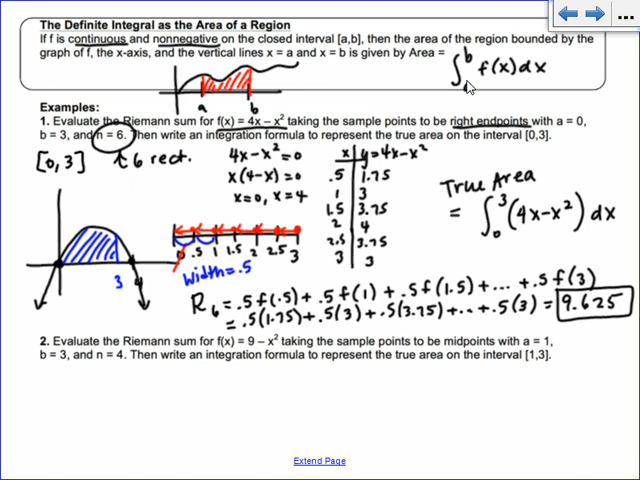 The Definite Integral as the Area of a Region
If f is continuous and nonnegative on the closed interval [a,b], then the area of the region bounded by the
graph of f, the x-axis, and the vertical lines x = a and x = b is given by Area =
∫ b f(x)dx
a b
Examples:
1. Evaluate the Riemann sum for f(x) = 4x – x² taking the sample points to be right endpoints with a = 0,
b = 3, and n = 6. Then write an integration formula to represent the true area on the interval [0,3].
[0, 3] ↑ 6 rect.
4x-x²=0
x(4-x)=0
x=0, x=4
x y=4x-x²
.5 1.75
1 3
1.5 3.75
2 4
2.5 3.75
3 3
True Area
= ∫₀³ (4x-x²) dx
3
0 .5 1 1.5 2 2.5 3
width=.5
R₆ = .5f(.5) + .5f(1) + .5f(1.5) + ... + .5f(3)
= .5(1.75) + .5(3) + .5(3.75) + ... + .5(3) = 9.625
2. Evaluate the Riemann sum for f(x) = 9 – x² taking the sample points to be midpoints with a = 1,
b = 3, and n = 4. Then write an integration formula to represent the true area on the interval [1,3].
Extend Page